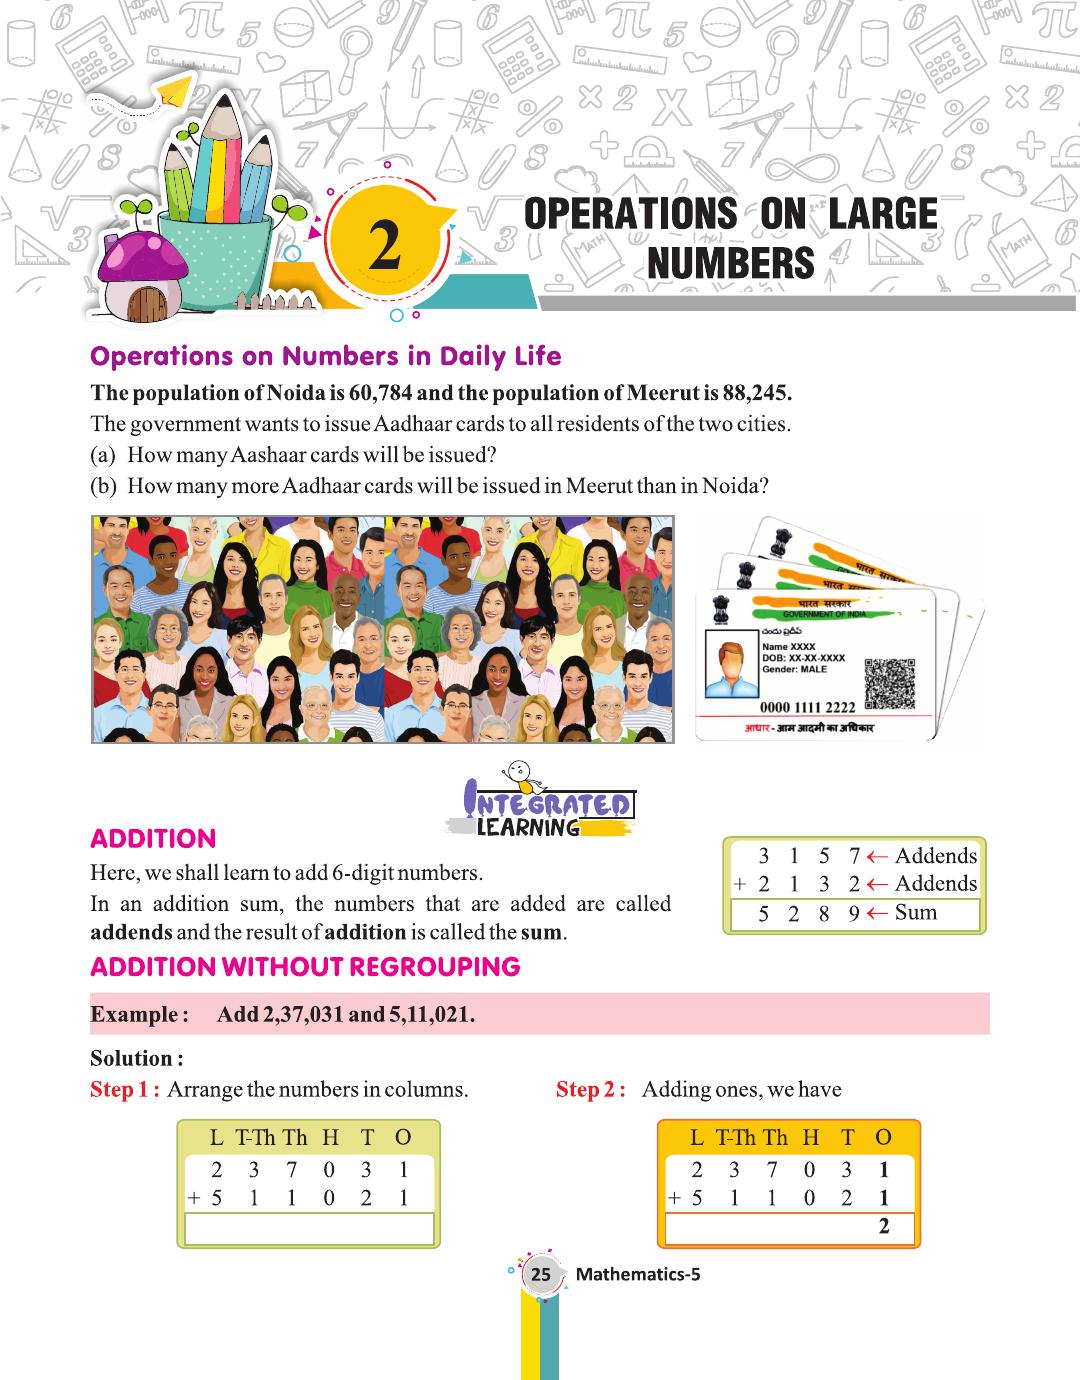 2
OPERATIONS ON LARGE
NUMBERS
Operations on Numbers in Daily Life
The population of Noida is 60,784 and the population of Meerut is 88,245.
The government wants to issue Aadhaar cards to all residents of the two cities.
(a) How many Aashaar cards will be issued?
(b) How many more Aadhaar cards will be issued in Meerut than in Noida?
भारत सरकार
GOVERNMENT OF INDIA
Name XXXX
DOB: XX-XX-XXXX
Gender: MALE
0000 1111 2222
आधार - आम आदमी का अधिकार
INTEGRATED
LEARNING
ADDITION
Here, we shall learn to add 6-digit numbers.
In an addition sum, the numbers that are added are called
addends and the result of addition is called the sum.
3 1 5 7 ← Addends
+ 2 1 3 2 ← Addends
5 2 8 9 ← Sum
ADDITION WITHOUT REGROUPING
Example : Add 2,37,031 and 5,11,021.
Solution :
Step 1 : Arrange the numbers in columns.
L T-Th Th H T O
2 3 7 0 3 1
+ 5 1 1 0 2 1
Step 2 : Adding ones, we have
L T-Th Th H T O
2 3 7 0 3 1
+ 5 1 1 0 2 1
2
25 Mathematics-5